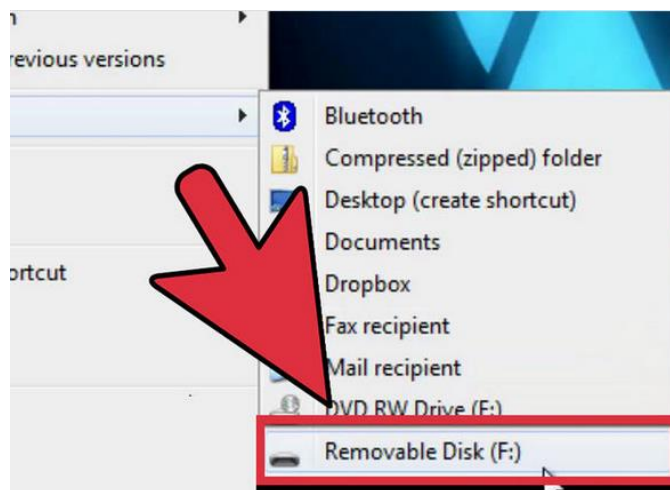 revious versions
Bluetooth
Compressed (zipped) folder
Desktop (create shortcut)
Documents
ortcut
Dropbox
Fax recipient
Mail recipient
DVD RW Drive (E:)
Removable Disk (F:)